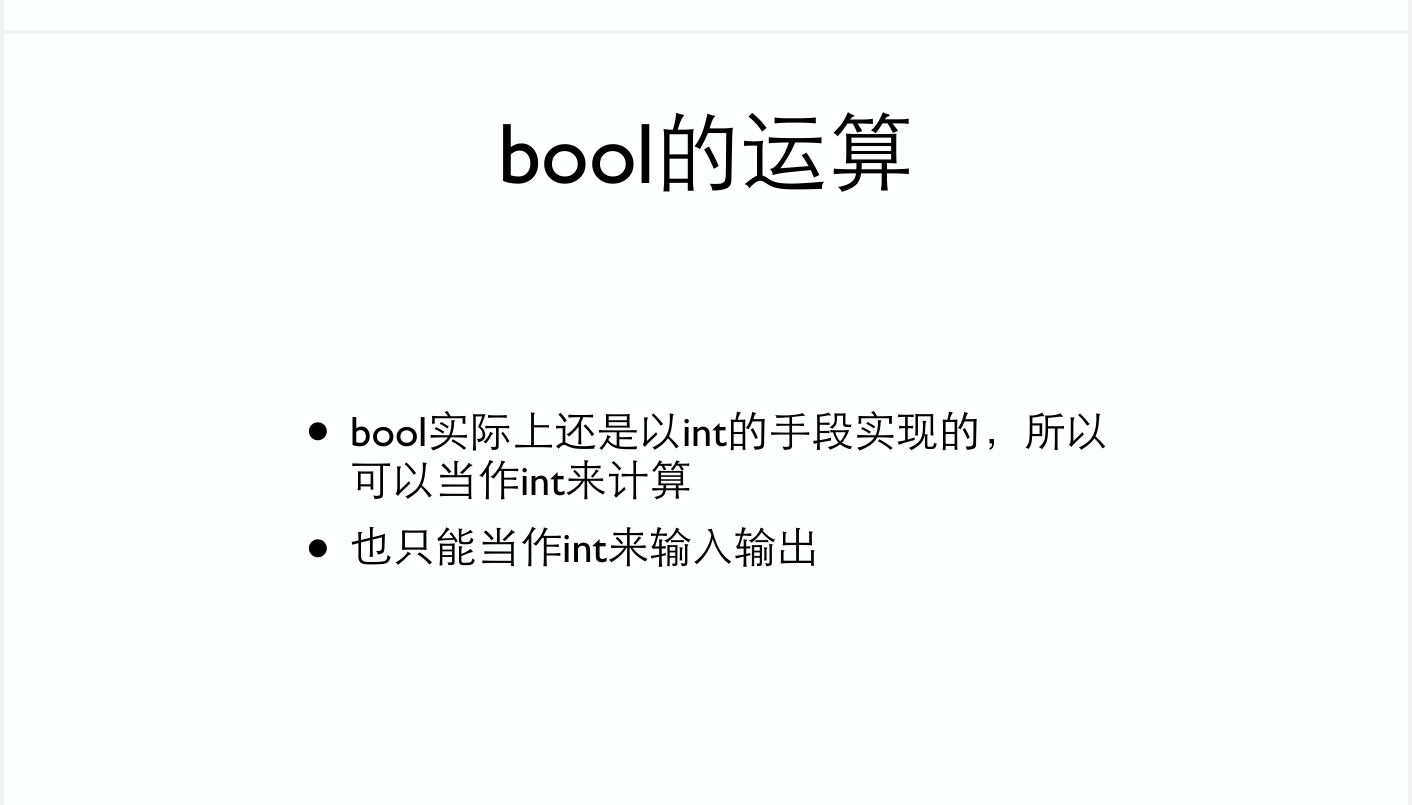 bool的运算
• bool实际上还是以int的手段实现的，所以
可以当作int来计算
• 也只能当作int来输入输出